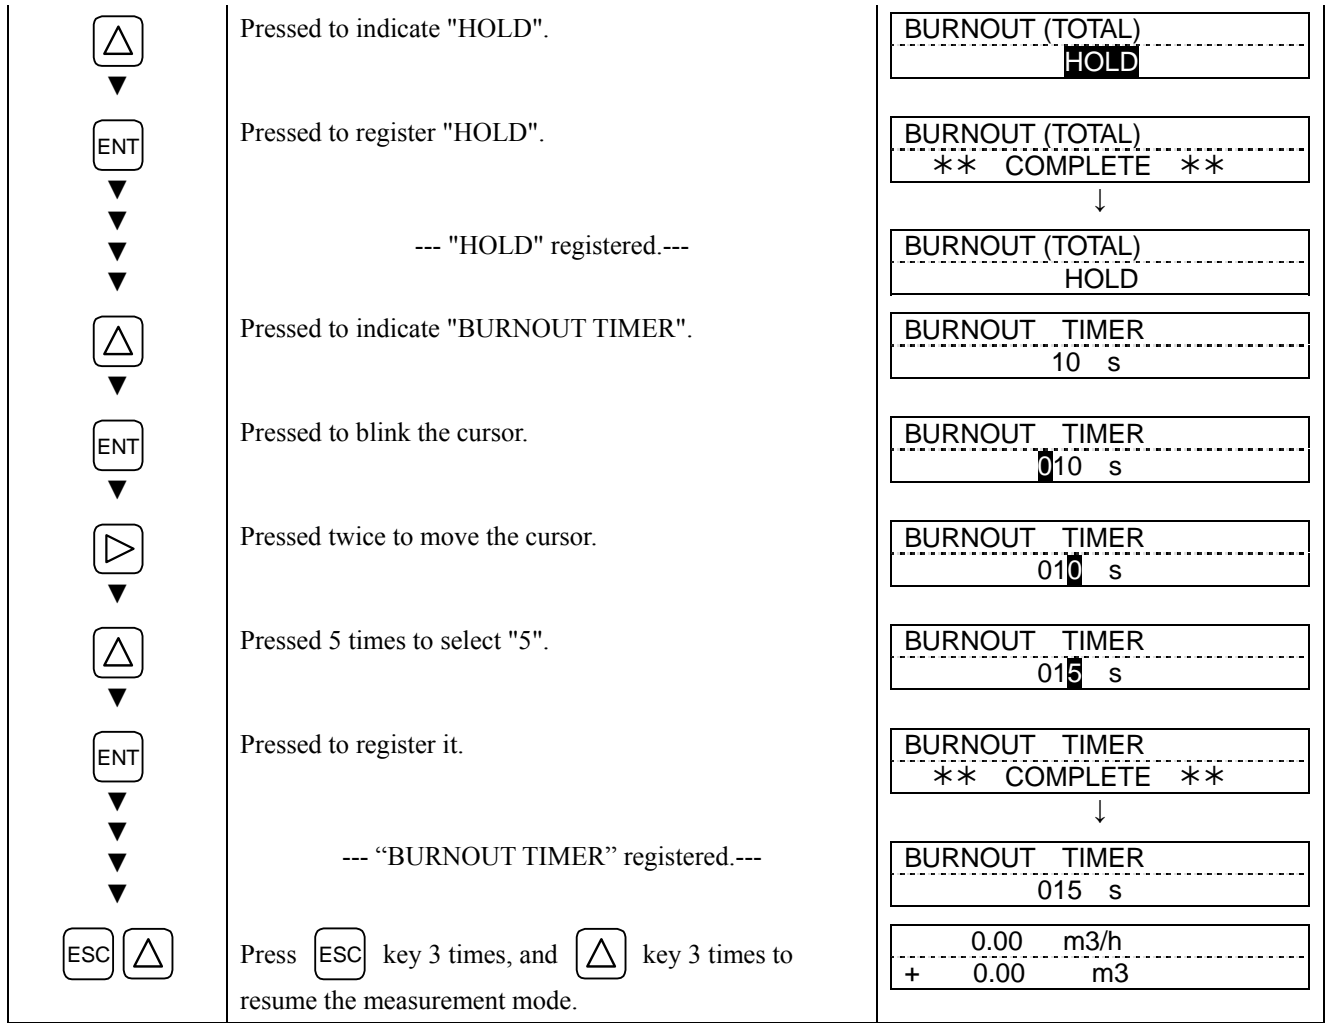 △
▼
Pressed to indicate "HOLD".
BURNOUT (TOTAL)
HOLD
ENT
▼
▼
▼
▼
Pressed to register "HOLD".
BURNOUT (TOTAL)
** COMPLETE **
↓
--- "HOLD" registered.---
BURNOUT (TOTAL)
HOLD
△
▼
Pressed to indicate "BURNOUT TIMER".
BURNOUT TIMER
10 s
ENT
▼
Pressed to blink the cursor.
BURNOUT TIMER
010 s
▷
▼
Pressed twice to move the cursor.
BURNOUT TIMER
010 s
△
▼
Pressed 5 times to select "5".
BURNOUT TIMER
015 s
ENT
▼
▼
▼
▼
Pressed to register it.
BURNOUT TIMER
** COMPLETE **
↓
--- “BURNOUT TIMER” registered.---
BURNOUT TIMER
015 s
ESC △
Press ESC key 3 times, and △ key 3 times to
resume the measurement mode.
0.00 m3/h
+ 0.00 m3